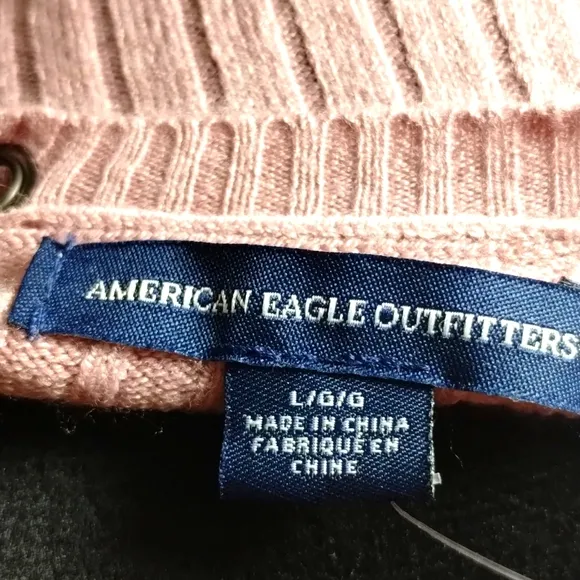 AMERICAN EAGLE OUTFITTERS
L/G/G
MADE IN CHINA
FABRIQUÉ EN
CHINE